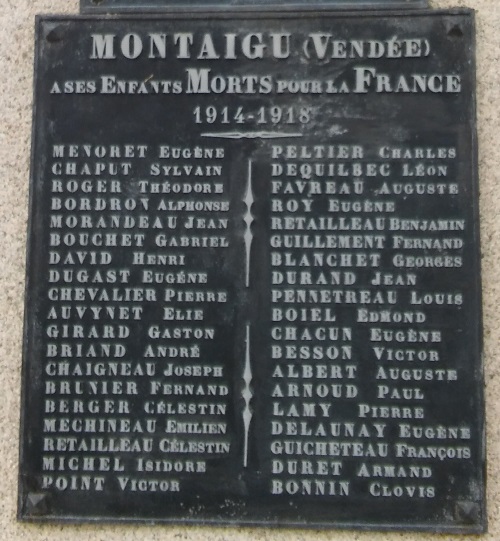 MONTAIGU (VENDÉE)
A SES ENFANTS MORTS POUR LA FRANCE
1914-1918
MENORET EUGÈNE
CHAPUT SYLVAIN
ROGER THÉODORE
BORDRON ALPHONSE
MORANDEAU JEAN
BOUCHET GABRIEL
DAVID HENRI
DUGAST EUGÉNE
CHEVALIER PIERRE
AUVYNET ELIE
GIRARD GASTON
BRIAND ANDRÉ
CHAIGNEAU JOSEPH
BRUNIER FERNAND
BERGER CÉLESTIN
MECHINEAU EMILIEN
RETAILLEAU CÉLESTIN
MICHEL ISIDORE
POINT VICTOR
PELTIER CHARLES
DEQUILBEC LÉON
FAVREAU AUGUSTE
ROY EUGÈNE
RETAILLEAU BENJAMIN
GUILLEMENT FERNAND
BLANCHET GEORGES
DURAND JEAN
PENNETREAU LOUIS
BOIEL EDMOND
CHACUN EUGÈNE
BESSON VICTOR
ALBERT AUGUSTE
ARNOUD PAUL
LAMY PIERRE
DELAUNAY EUGÈNE
GUICHETEAU FRANÇOIS
DURET ARMAND
BONNIN CLOVIS